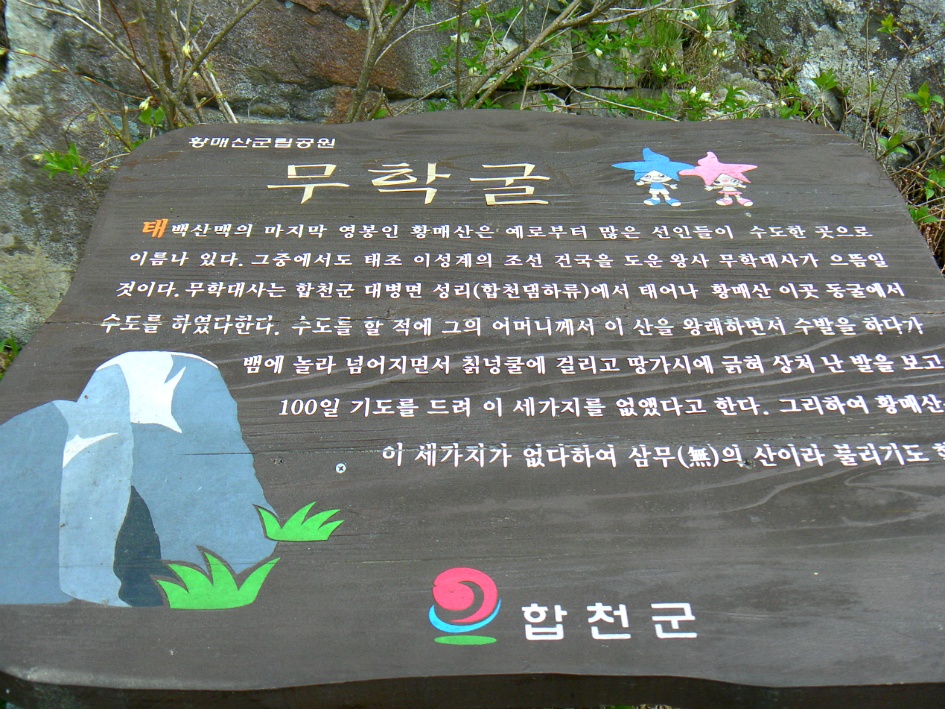 황매산군립공원
무학굴
태백산맥의 마지막 영봉인 황매산은 예로부터 많은 선인들이 수도한 곳으로
이름나 있다. 그중에서도 태조 이성계의 조선 건국을 도운 왕사 무학대사가 으뜸일
것이다. 무학대사는 합천군 대병면 성리(합천댐하류)에서 태어나 황매산 이곳 동굴에서
수도를 하였다한다. 수도를 할 적에 그의 어머니께서 이 산을 왕래하면서 수발을 하다가
뱀에 놀라 넘어지면서 칡넝쿨에 걸리고 땅가시에 긁혀 상처 난 발을 보고
100일 기도를 드려 이 세가지를 없앴다고 한다. 그리하여 황매산
이 세가지가 없다하여 삼무(無)의 산이라 불리기도
합천군